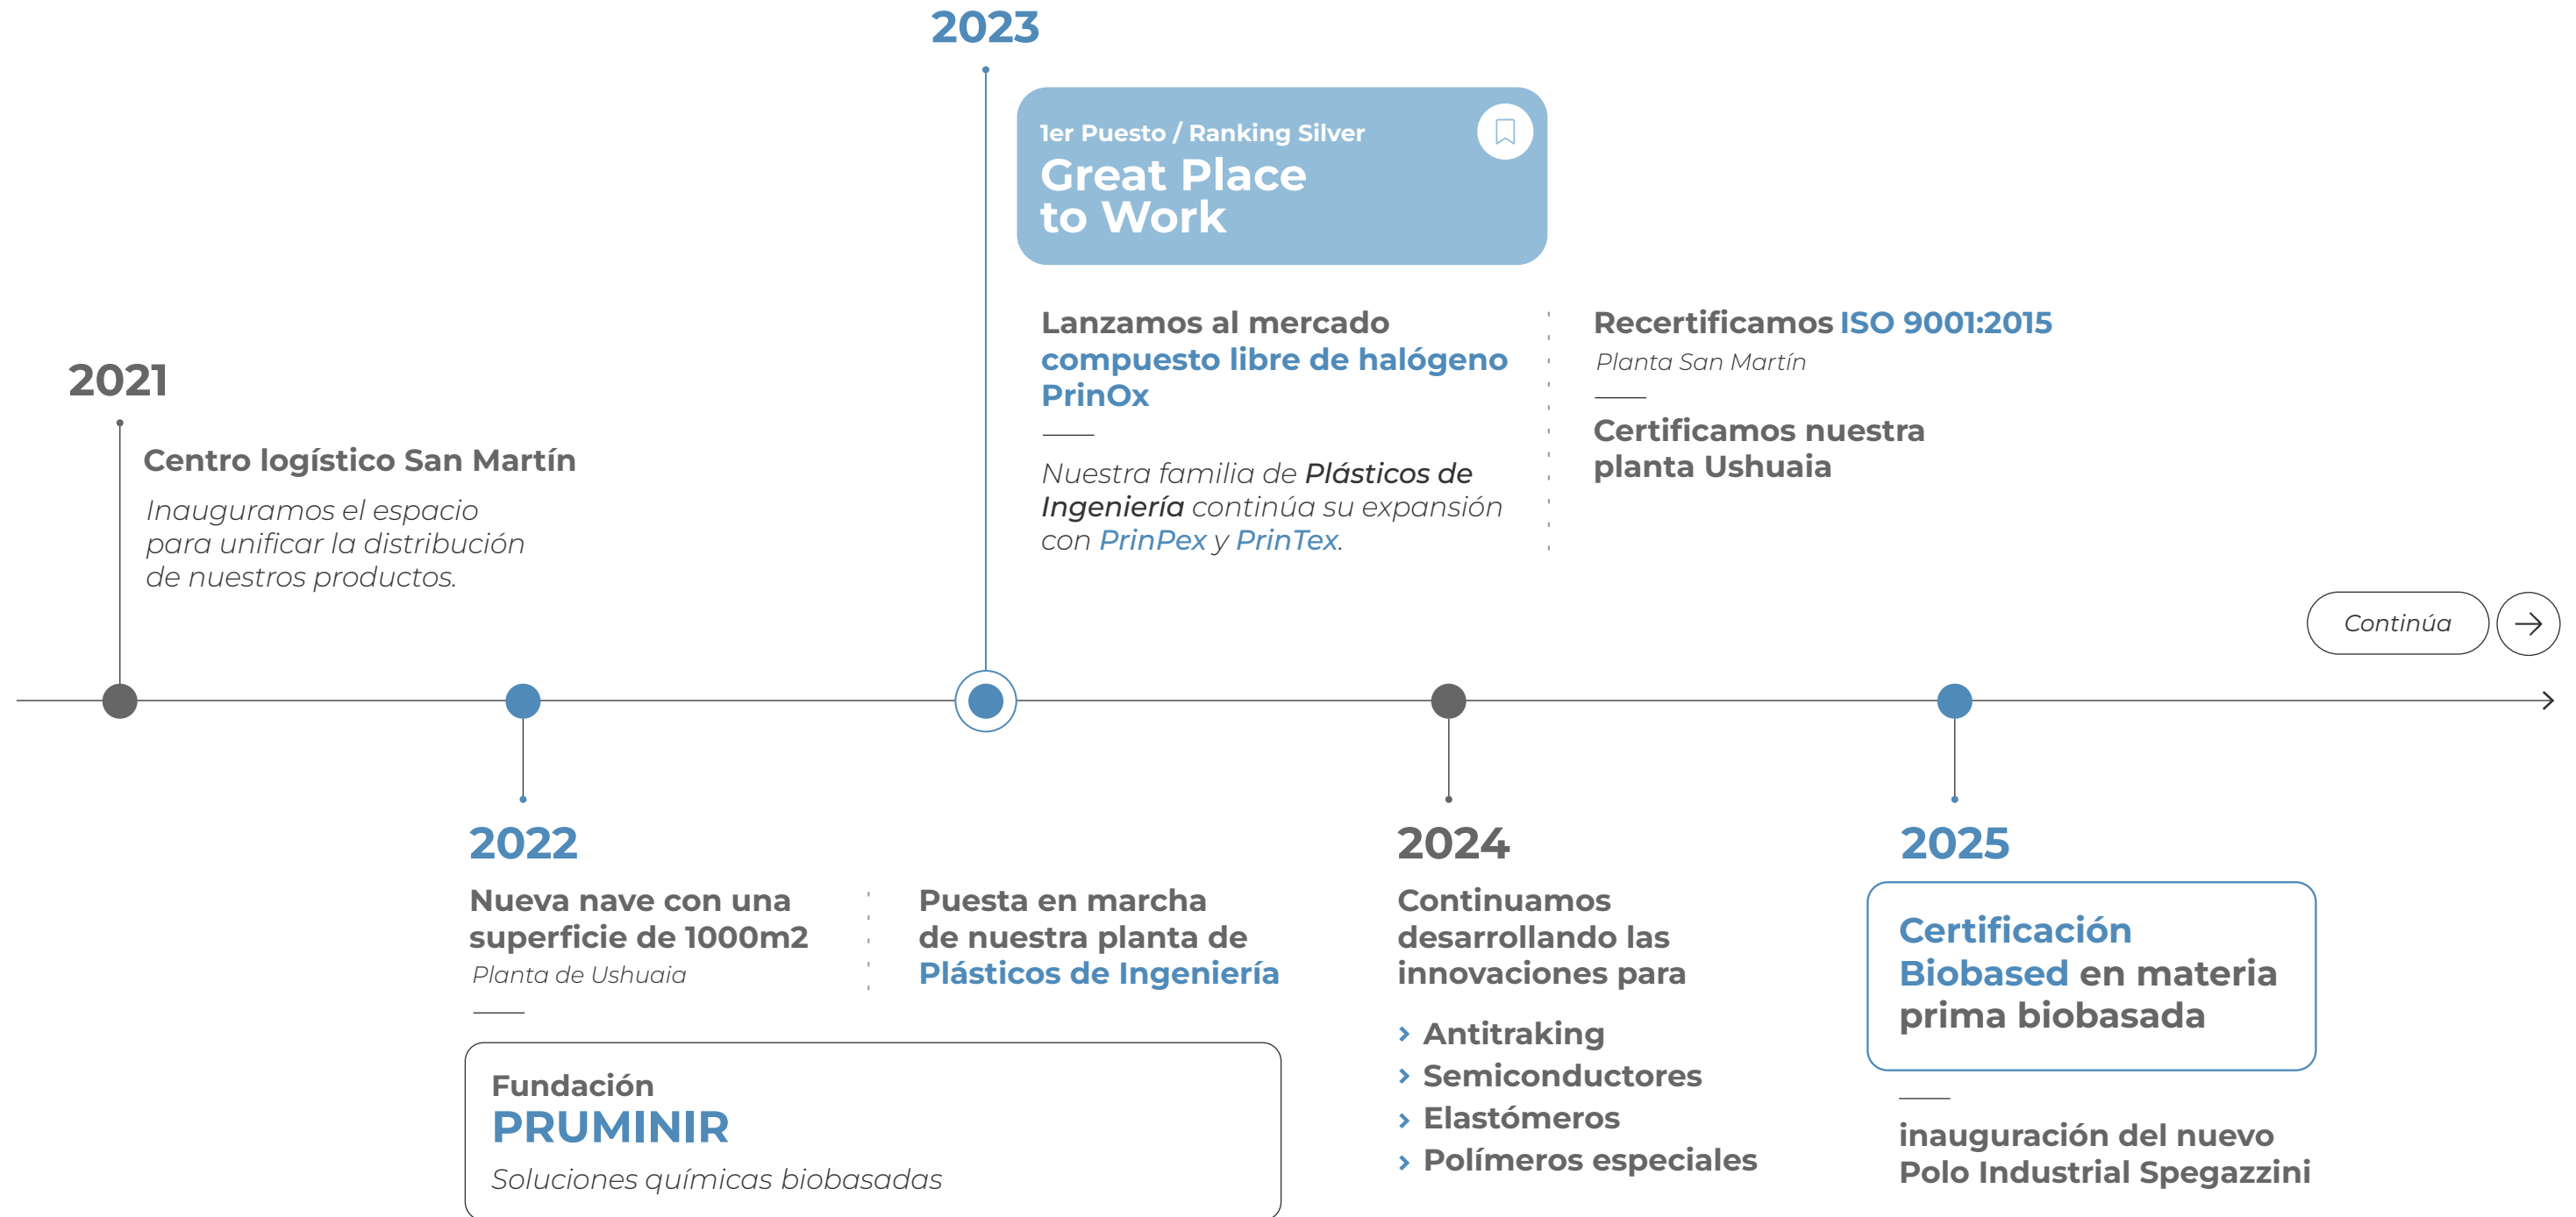 2021
Centro logístico San Martín
Inauguramos el espacio
para unificar la distribución
de nuestros productos.
2022
Nueva nave con una
superficie de 1000m2
Planta de Ushuaia
Puesta en marcha
de nuestra planta de
Plásticos de Ingeniería
Fundación
PRUMINIR
Soluciones químicas biobasadas
2023
1er Puesto / Ranking Silver
Great Place
to Work
Lanzamos al mercado
compuesto libre de halógeno
PrinOx
Nuestra familia de Plásticos de
Ingeniería continúa su expansión
con PrinPex y PrinTex.
Recertificamos ISO 9001:2015
Planta San Martín
Certificamos nuestra
planta Ushuaia
2024
Continuamos
desarrollando las
innovaciones para
Antitraking
Semiconductores
Elastómeros
Polímeros especiales
2025
Certificación
Biobased en materia
prima biobasada
inauguración del nuevo
Polo Industrial Spegazzini
Continúa